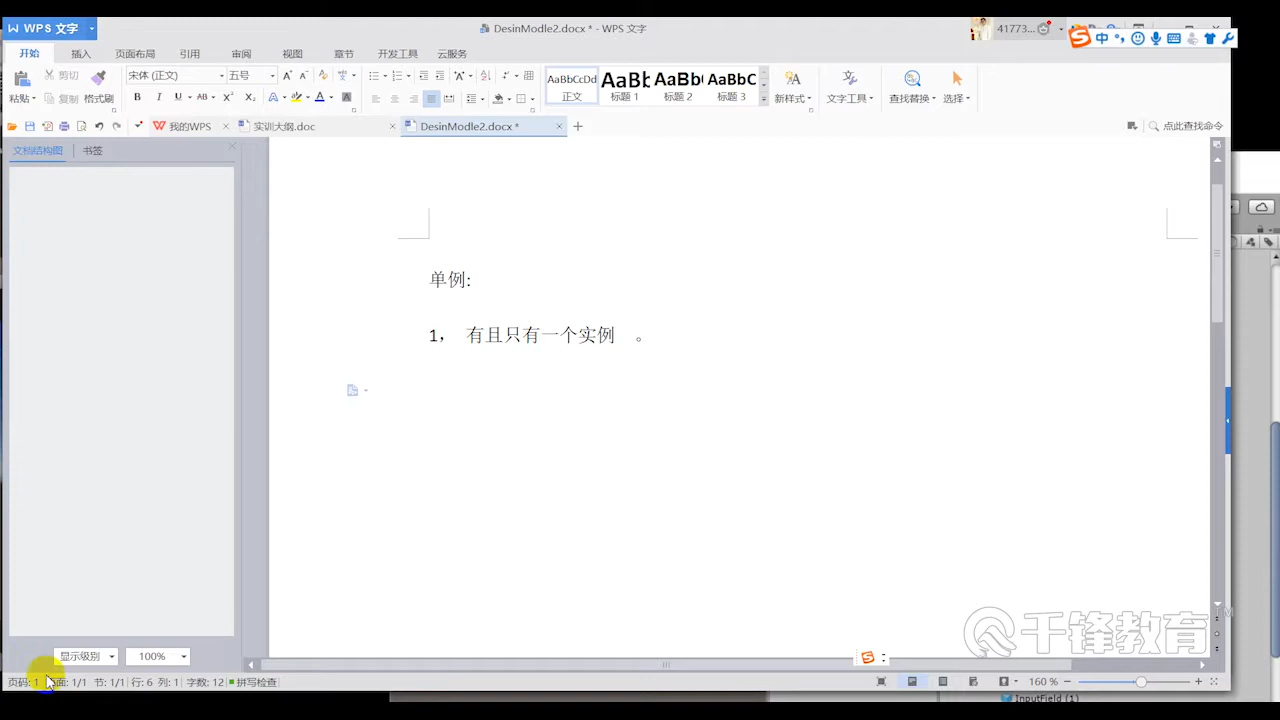 WPS 文字
DesinModle2.docx * - WPS 文字
41773...
中
开始 插入 页面布局 引用 审阅 视图 章节 开发工具 云服务
粘贴 剪切 复制 格式刷
宋体 (正文) 五号
B I U AB X² X₂ A A
AaBbCcDd 正文
AaBb 标题 1
AaBb 标题 2
AaBbC 标题 3
新样式 文字工具 查找替换 选择
我的WPS 实训大纲.doc DesinModle2.docx * 点此查找命令
文档结构图 书签
单例:
1， 有且只有一个实例 。
千锋教育 TM
显示级别 100%
页码: 1 页面: 1/1 节: 1/1 行: 6 列: 1 字数: 12 拼写检查 160 %
InputField (1)